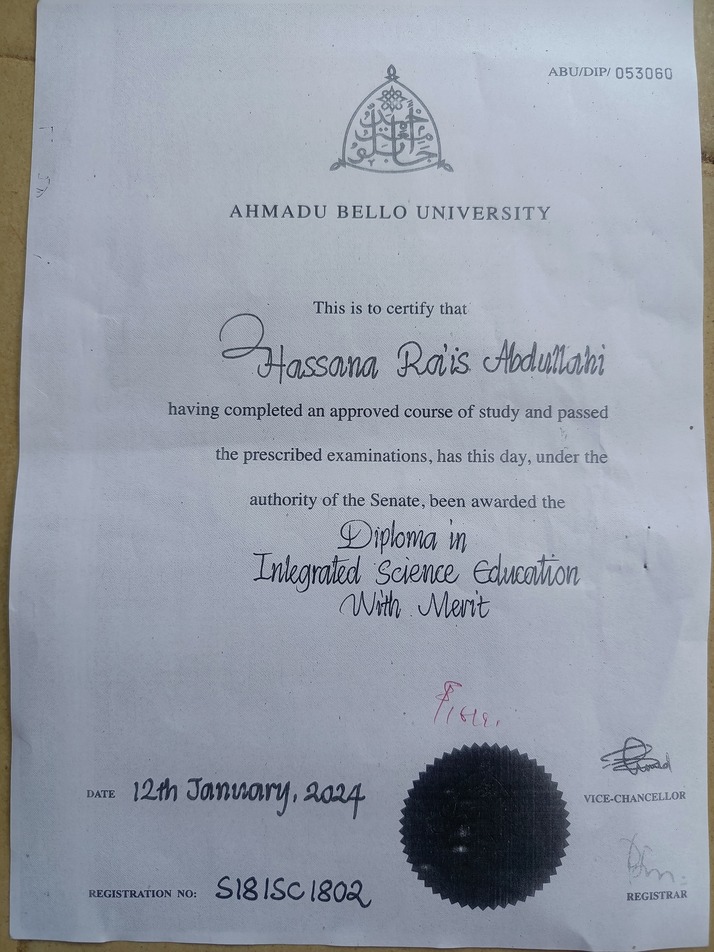 ABU/DIP/ 053060
AHMADU BELLO UNIVERSITY
This is to certify that
Hassana Ra'is Abdullahi
having completed an approved course of study and passed
the prescribed examinations, has this day, under the
authority of the Senate, been awarded the
Diploma in
Integrated Science Education
With Merit
DATE 12th January, 2024
VICE-CHANCELLOR
REGISTRATION NO: S18ISC1802
REGISTRAR